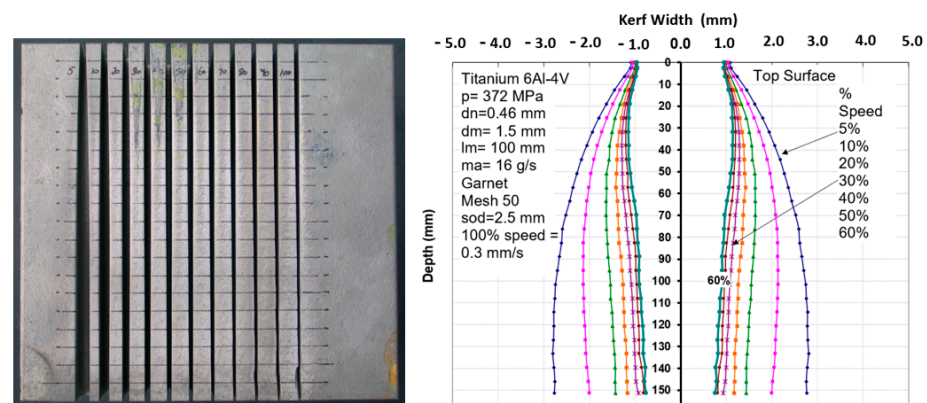 5 10 20 30 40 50 60 70 80 90 100
Kerf Width (mm)
- 5.0 - 4.0 - 3.0 - 2.0 - 1.0 0.0 1.0 2.0 3.0 4.0 5.0
Titanium 6Al-4V
p= 372 MPa
dn=0.46 mm
dm= 1.5 mm
lm= 100 mm
ma= 16 g/s
Garnet
Mesh 50
sod=2.5 mm
100% speed =
0.3 mm/s
Top Surface
%
Speed
5%
10%
20%
30%
40%
50%
60%
60%
Depth (mm)
0
10
20
30
40
50
60
70
80
90
100
110
120
130
140
150